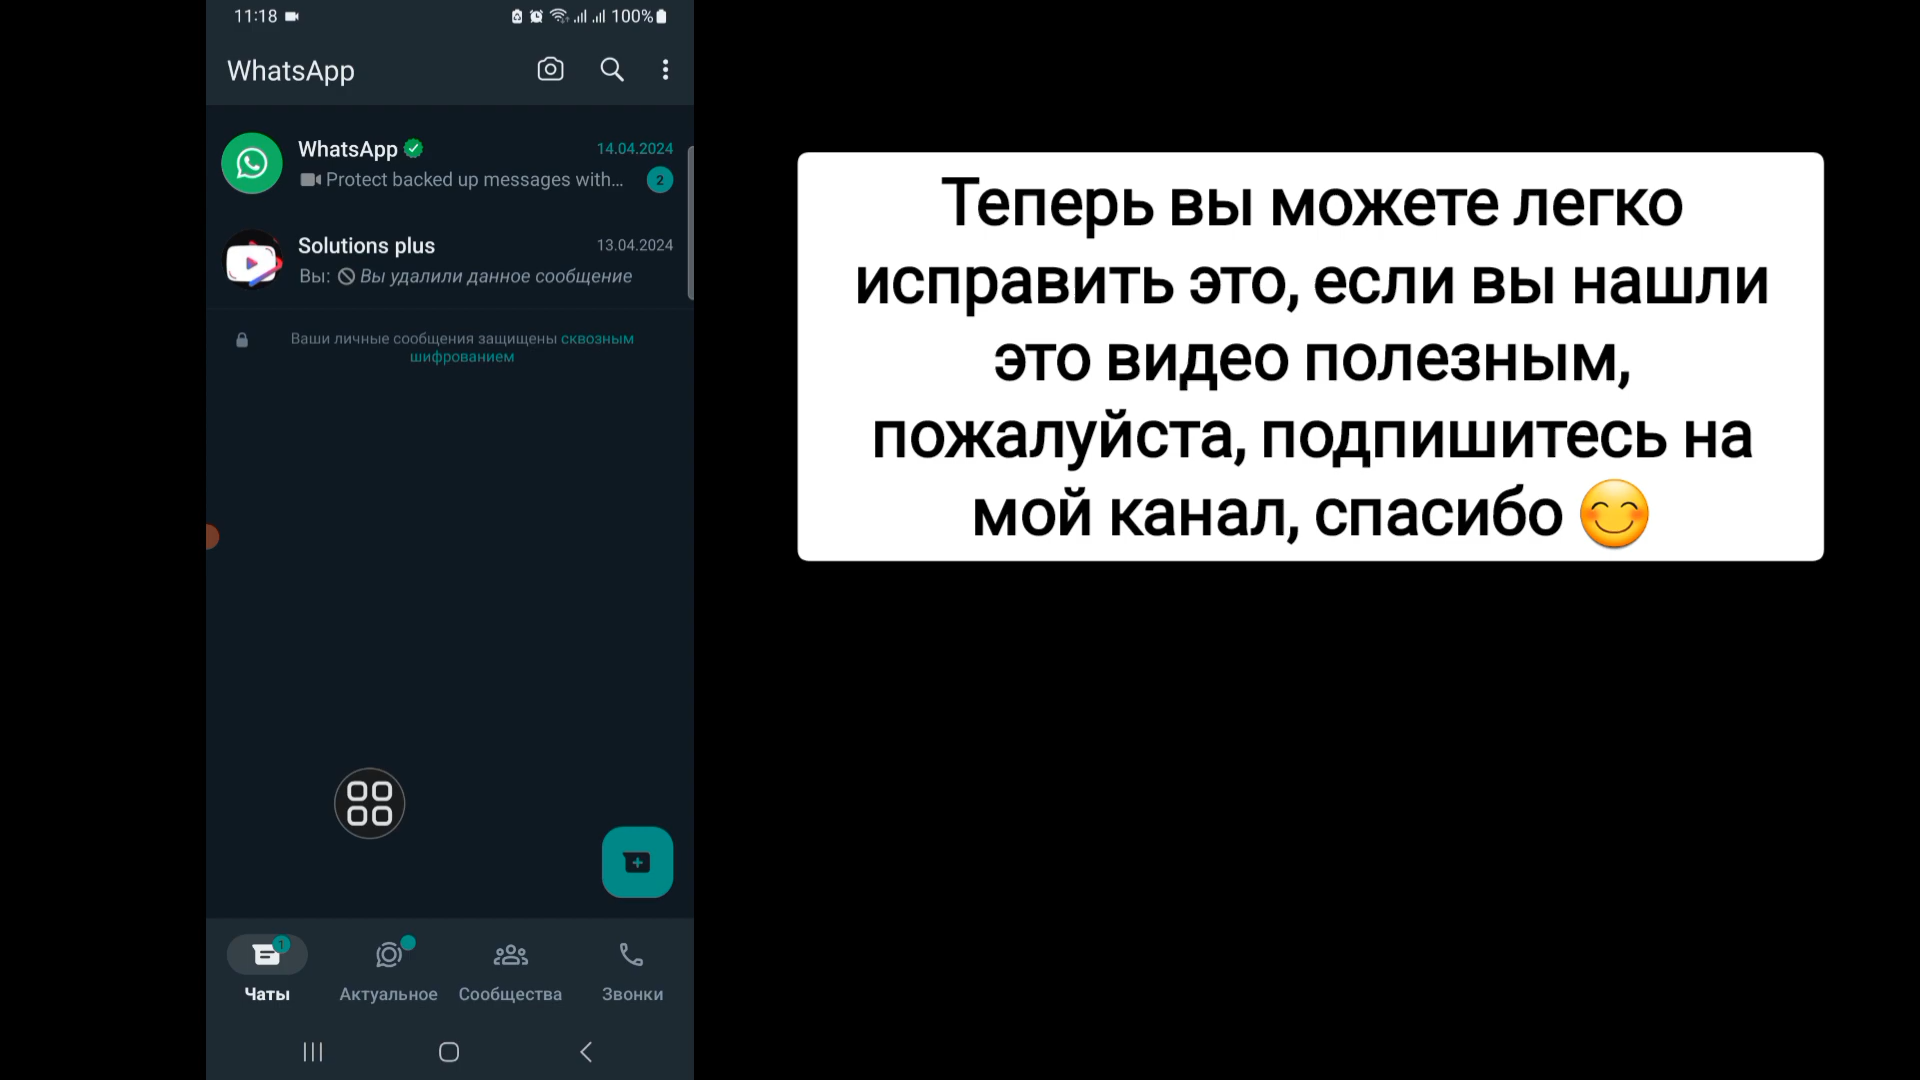 11:18
100%
WhatsApp
WhatsApp
14.04.2024
Protect backed up messages with...
2
Solutions plus
13.04.2024
Вы: Вы удалили данное сообщение
Ваши личные сообщения защищены сквозным
шифрованием
1
Чаты
Актуальное
Сообщества
Звонки
Теперь вы можете легко
исправить это, если вы нашли
это видео полезным,
пожалуйста, подпишитесь на
мой канал, спасибо 😊